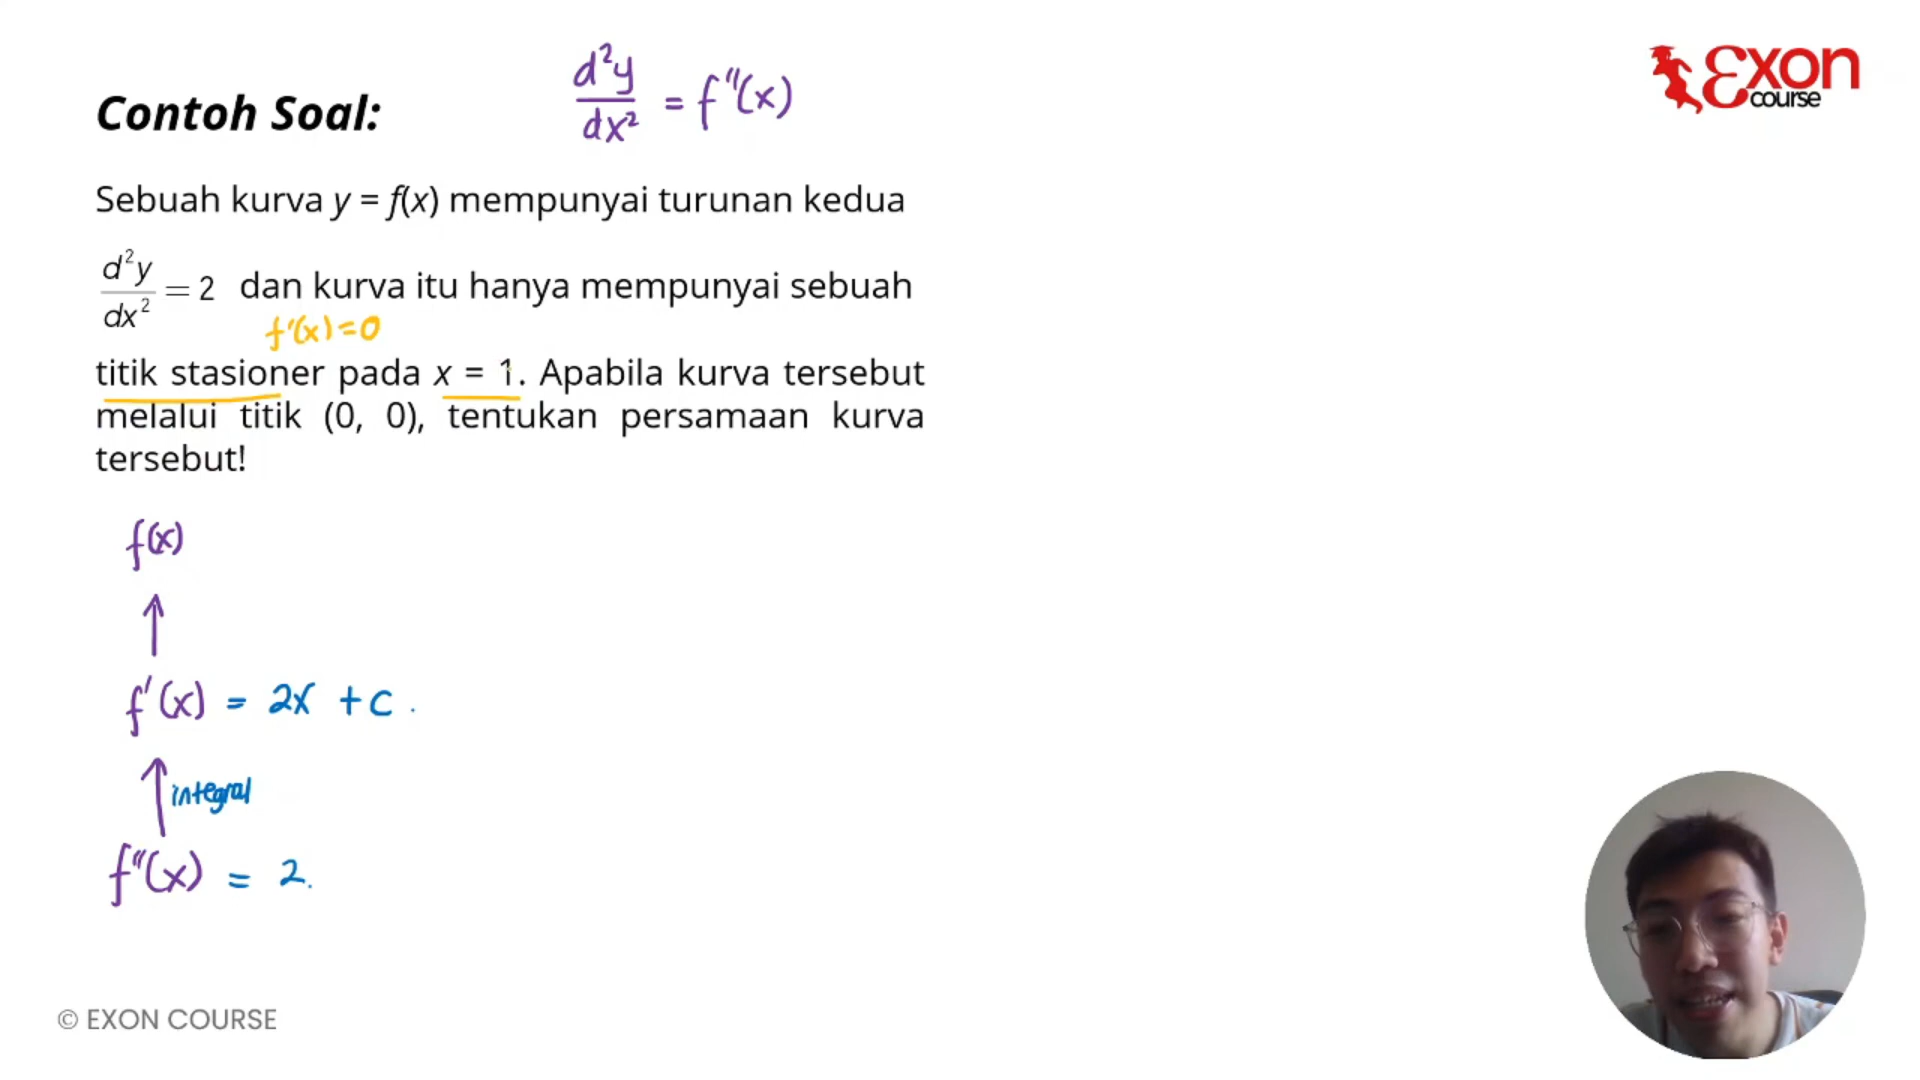 Contoh Soal:
d²y/dx² = f"(x)
Exon
course
Sebuah kurva y = f(x) mempunyai turunan kedua
d²y/dx² = 2 dan kurva itu hanya mempunyai sebuah
f'(x) = 0
titik stasioner pada x = 1. Apabila kurva tersebut
melalui titik (0, 0), tentukan persamaan kurva
tersebut!
f(x)
↑
f'(x) = 2x + c.
↑ integral
f"(x) = 2.
© EXON COURSE